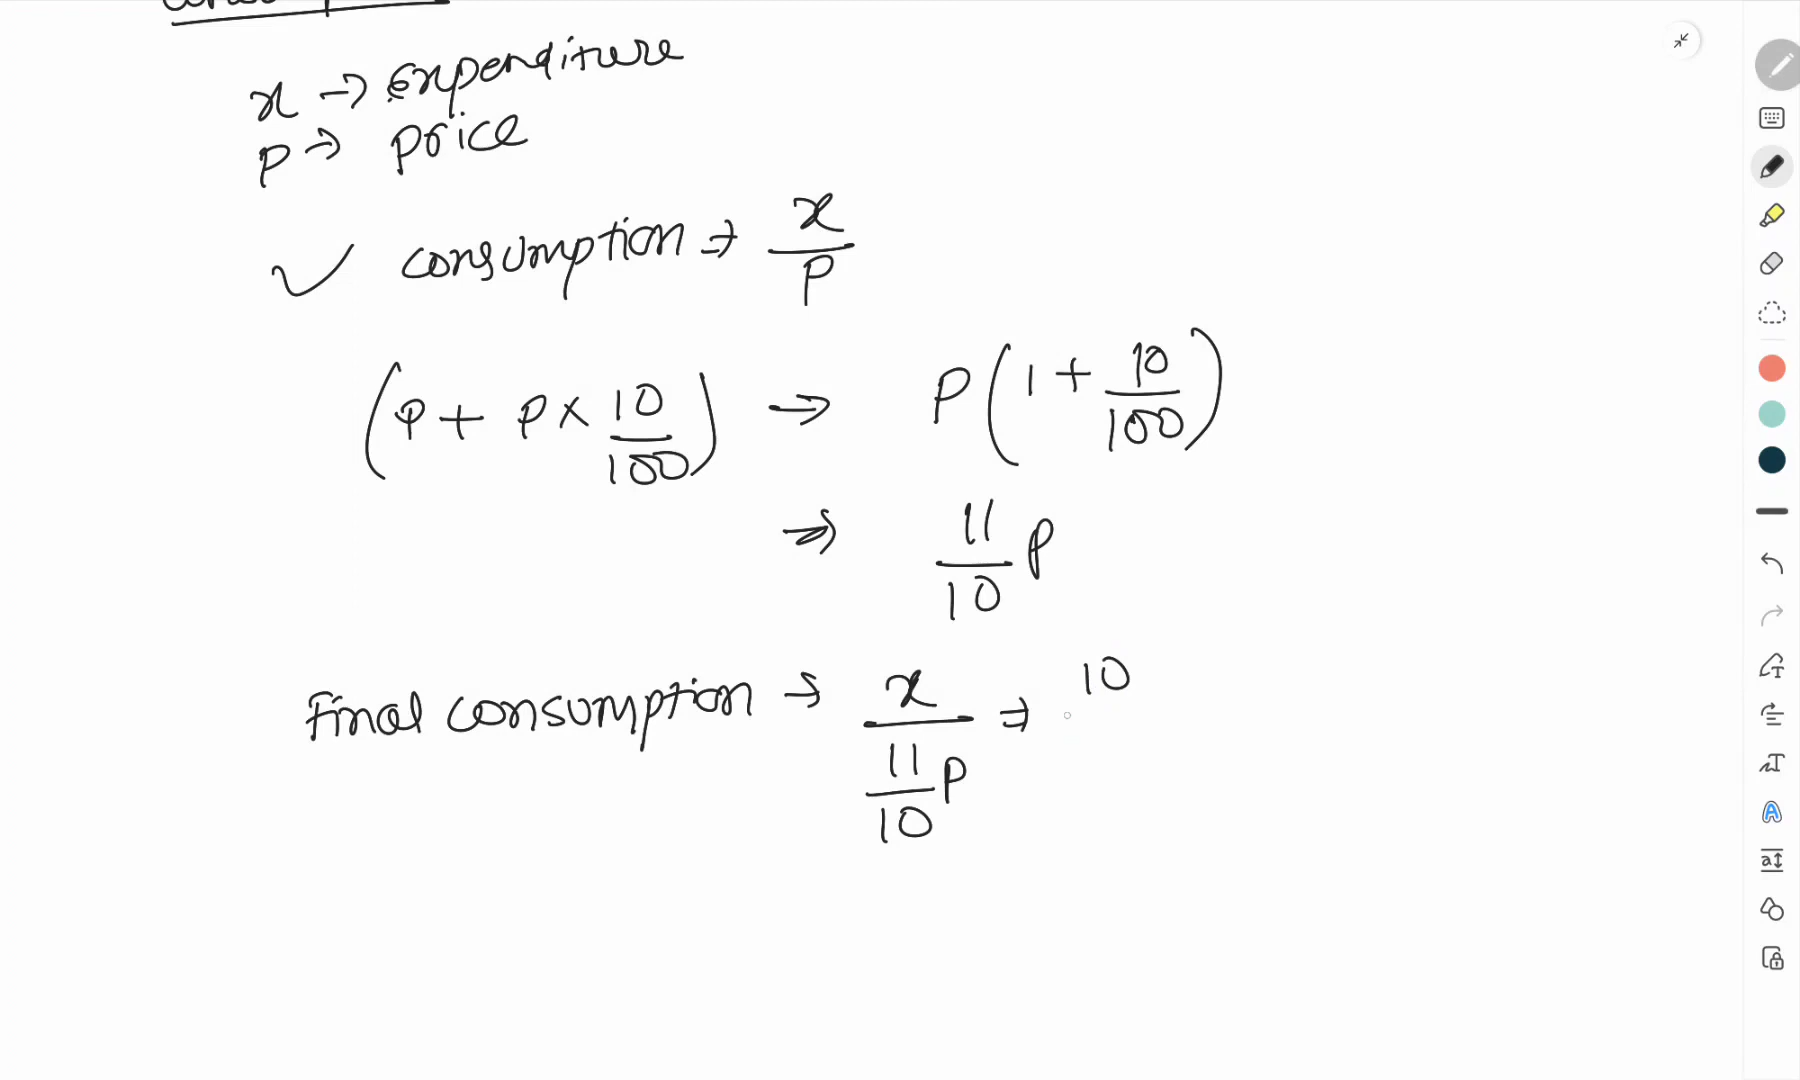 x → expenditure
p → price
✓ consumption ⇒ x/p
(p + p × 10/100) → p(1 + 10/100)
⇒ 11/10 p
Final consumption → x/(11/10 p) ⇒ 10